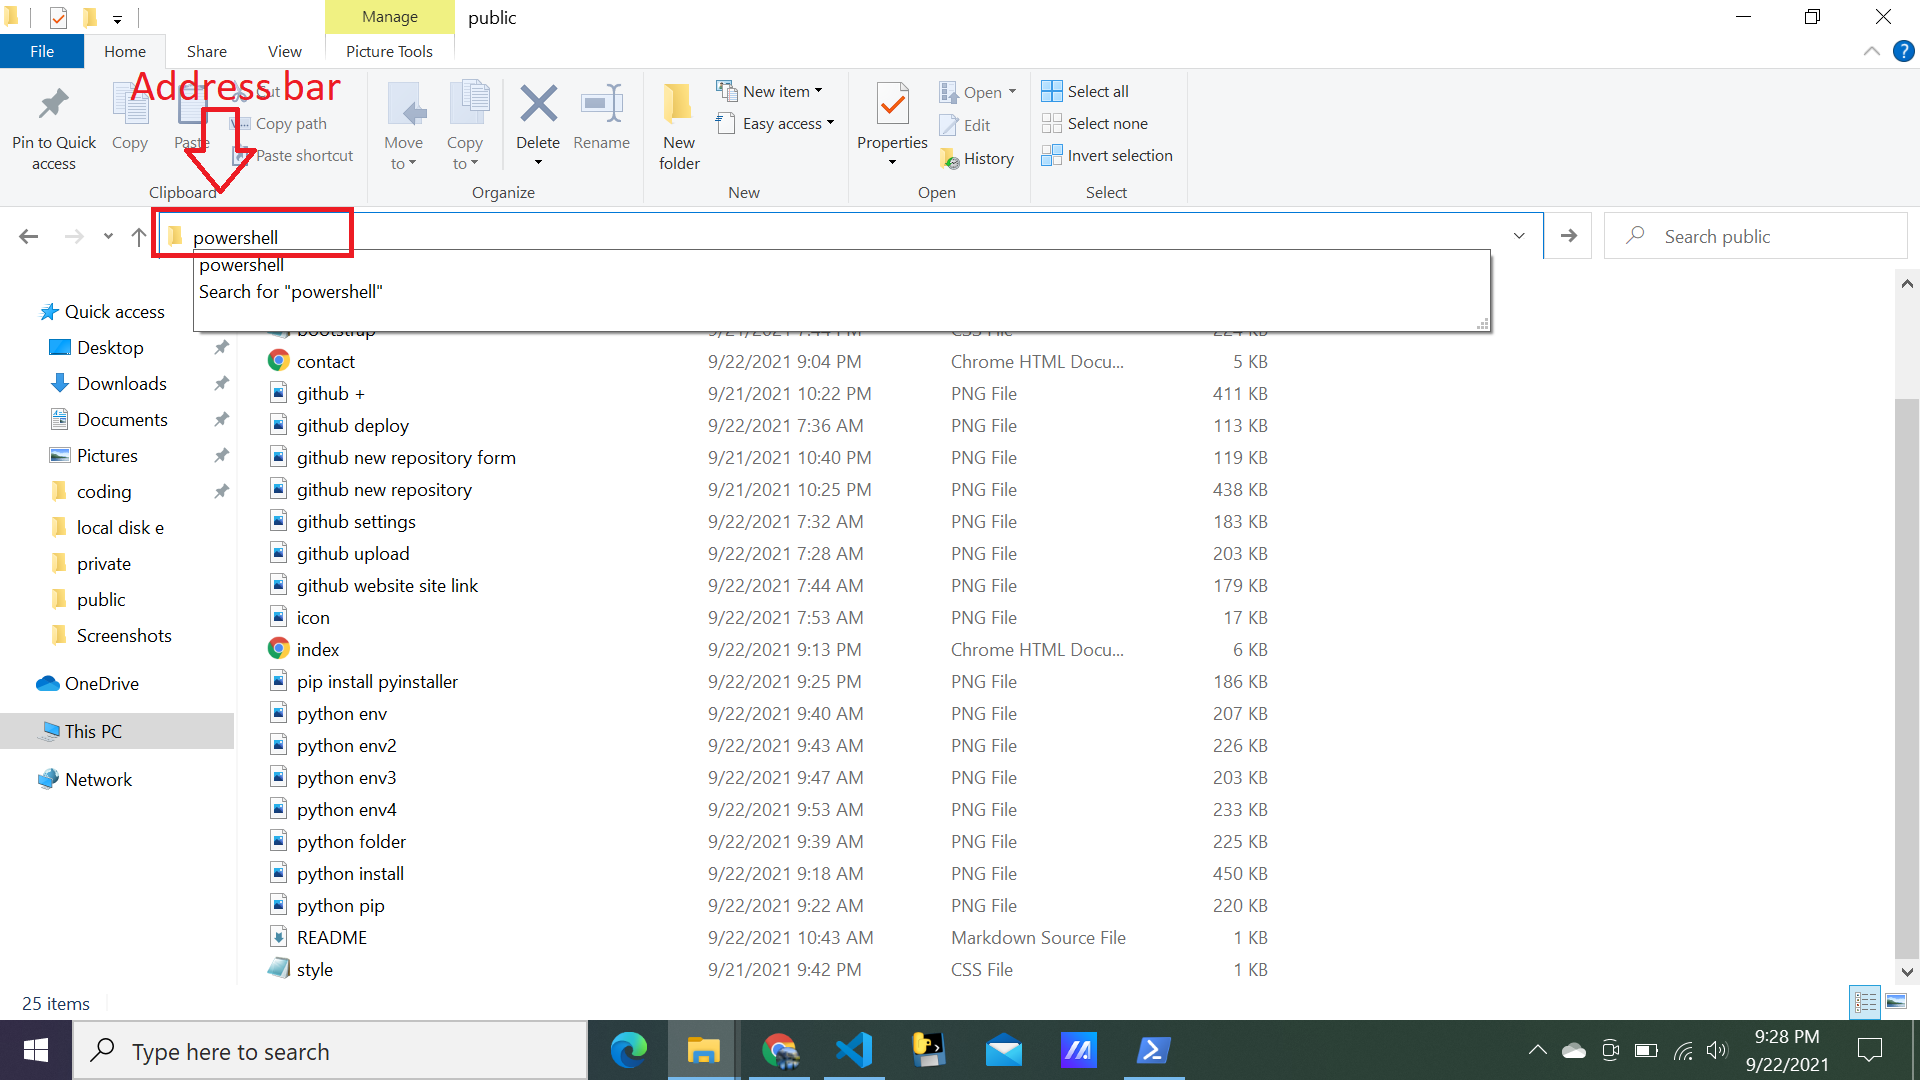 Manage
public
File
Home
Share
View
Picture Tools
Address bar
Pin to Quick access
Copy
Paste
Cut
Copy path
Paste shortcut
Clipboard
Move to
Copy to
Delete
Rename
Organize
New folder
New item
Easy access
New
Properties
Open
Edit
History
Open
Select all
Select none
Invert selection
Select
powershell
Search public
powershell
Search for "powershell"
Quick access
Desktop
Downloads
Documents
Pictures
coding
local disk e
private
public
Screenshots
OneDrive
This PC
Network
bootstrap 9/21/2021 7:44 PM CSS File 224 KB
contact 9/22/2021 9:04 PM Chrome HTML Docu... 5 KB
github + 9/21/2021 10:22 PM PNG File 411 KB
github deploy 9/22/2021 7:36 AM PNG File 113 KB
github new repository form 9/21/2021 10:40 PM PNG File 119 KB
github new repository 9/21/2021 10:25 PM PNG File 438 KB
github settings 9/22/2021 7:32 AM PNG File 183 KB
github upload 9/22/2021 7:28 AM PNG File 203 KB
github website site link 9/22/2021 7:44 AM PNG File 179 KB
icon 9/22/2021 7:53 AM PNG File 17 KB
index 9/22/2021 9:13 PM Chrome HTML Docu... 6 KB
pip install pyinstaller 9/22/2021 9:25 PM PNG File 186 KB
python env 9/22/2021 9:40 AM PNG File 207 KB
python env2 9/22/2021 9:43 AM PNG File 226 KB
python env3 9/22/2021 9:47 AM PNG File 203 KB
python env4 9/22/2021 9:53 AM PNG File 233 KB
python folder 9/22/2021 9:39 AM PNG File 225 KB
python install 9/22/2021 9:18 AM PNG File 450 KB
python pip 9/22/2021 9:22 AM PNG File 220 KB
README 9/22/2021 10:43 AM Markdown Source File 1 KB
style 9/21/2021 9:42 PM CSS File 1 KB
25 items
Type here to search
9:28 PM
9/22/2021